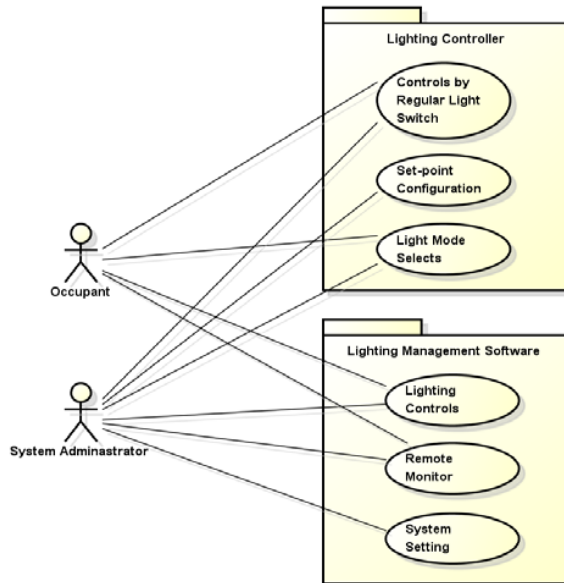 Lighting Controller
Controls by
Regular Light
Switch
Set-point
Configuration
Light Mode
Selects
Occupant
Lighting Management Software
Lighting
Controls
System Adminastrator
Remote
Monitor
System
Setting